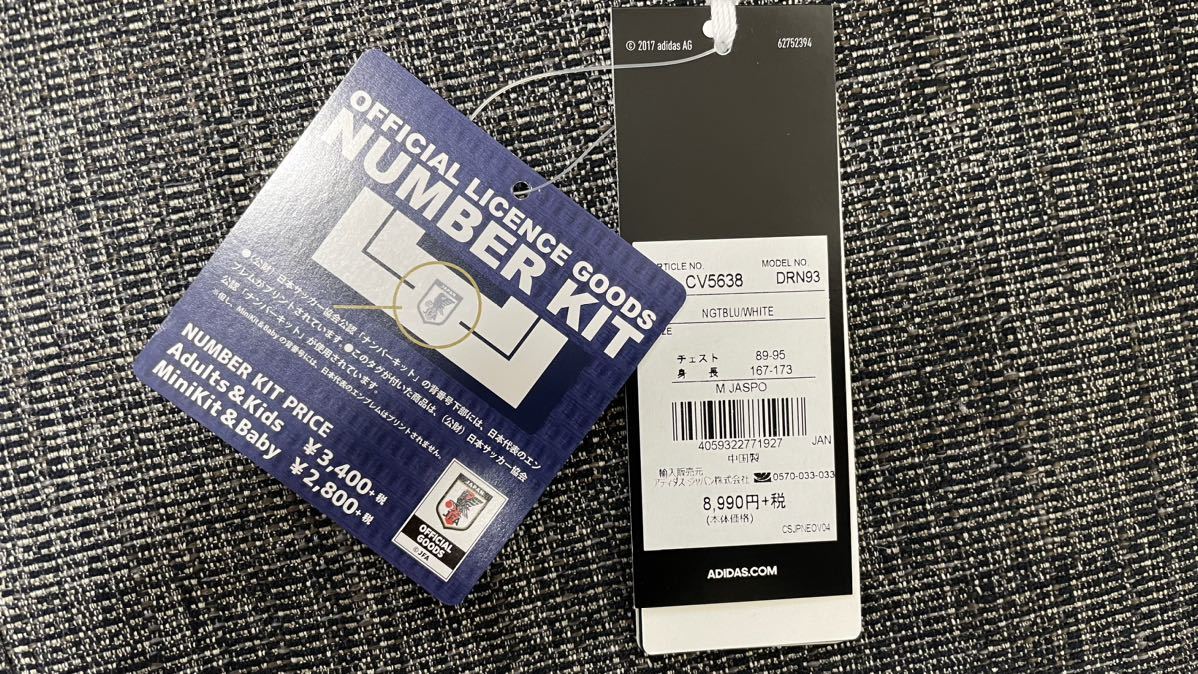 OFFICIAL LICENCE GOODS
NUMBER KIT
JAPAN
●(公財)日本サッカー協会公認「ナンバーキット」の背番号下部には、日本代表のエン
ブレムがプリントされています。●このタグが付いた商品は、(公財)日本サッカー協会
公認「ナンバーキット」が使用されています
*但し、MiniKit&Babyの背番号には、日本代表のエンブレムはプリントされません。
NUMBER KIT PRICE
Adults&Kids ¥3,400+税
MiniKit&Baby ¥2,800+税
JAPAN
JFA
OFFICIAL
GOODS
©JFA
© 2017 adidas AG 62752394
RTICLE NO. MODEL NO.
CV5638 DRN93
NGTBLU/WHITE
ZE
チェスト 89-95
身 長 167-173
M JASPO
4059322771927 JAN
中国製
輸入販売元
アディダス ジャパン株式会社 0570-033-033
8,990円+税
(本体価格)
CSJPNEOV04
ADIDAS.COM